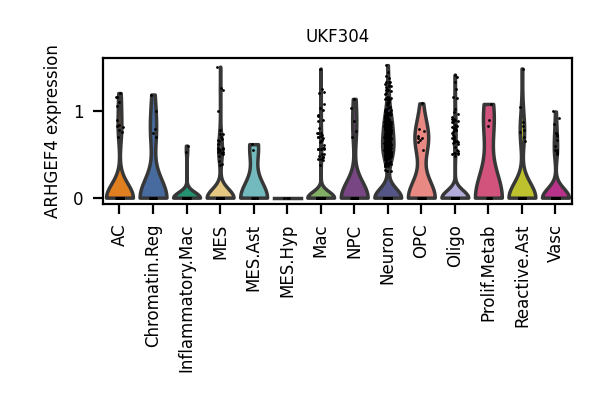 UKF304
ARHGEF4 expression
1
0
AC
Chromatin.Reg
Inflammatory.Mac
MES
MES.Ast
MES.Hyp
Mac
NPC
Neuron
OPC
Oligo
Prolif.Metab
Reactive.Ast
Vasc